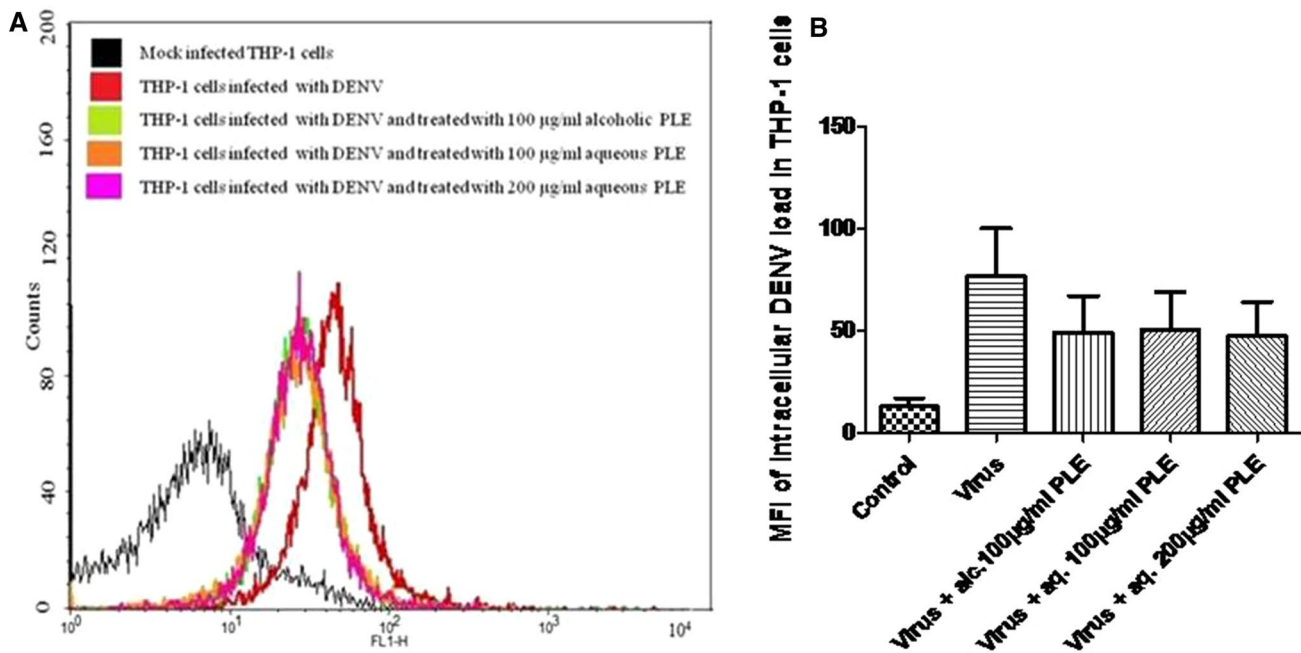 A
200
160
120
80
40
0
Counts
Mock infected THP-1 cells
THP-1 cells infected with DENV
THP-1 cells infected with DENV and treated with 100 µg/ml alcoholic PLE
THP-1 cells infected with DENV and treated with 100 µg/ml aqueous PLE
THP-1 cells infected with DENV and treated with 200 µg/ml aqueous PLE
10⁰ 10¹ 10² 10³ 10⁴
FL1-H
B
MFI of Intracellular DENV load in THP-1 cells
150
100
50
0
Control
Virus
Virus + alc.100µg/ml PLE
Virus + aq. 100µg/ml PLE
Virus + aq. 200µg/ml PLE